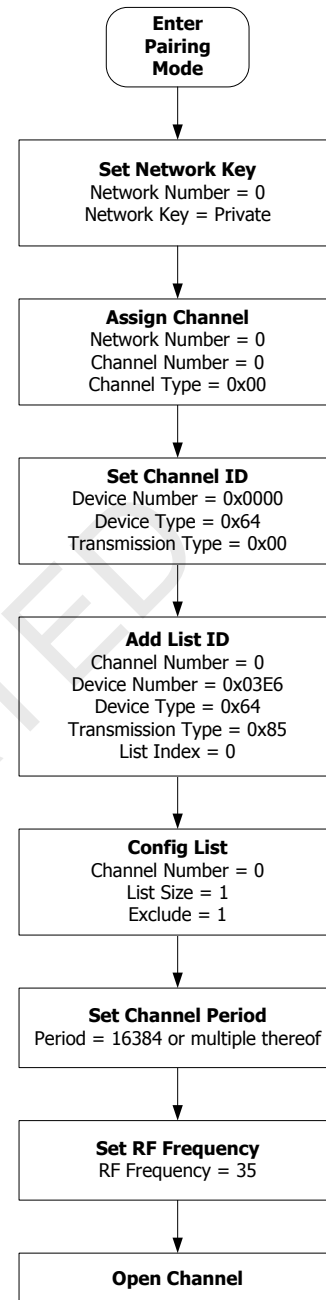 Enter
Pairing
Mode
Set Network Key
Network Number = 0
Network Key = Private
Assign Channel
Network Number = 0
Channel Number = 0
Channel Type = 0x00
Set Channel ID
Device Number = 0x0000
Device Type = 0x64
Transmission Type = 0x00
Add List ID
Channel Number = 0
Device Number = 0x03E6
Device Type = 0x64
Transmission Type = 0x85
List Index = 0
Config List
Channel Number = 0
List Size = 1
Exclude = 1
Set Channel Period
Period = 16384 or multiple thereof
Set RF Frequency
RF Frequency = 35
Open Channel